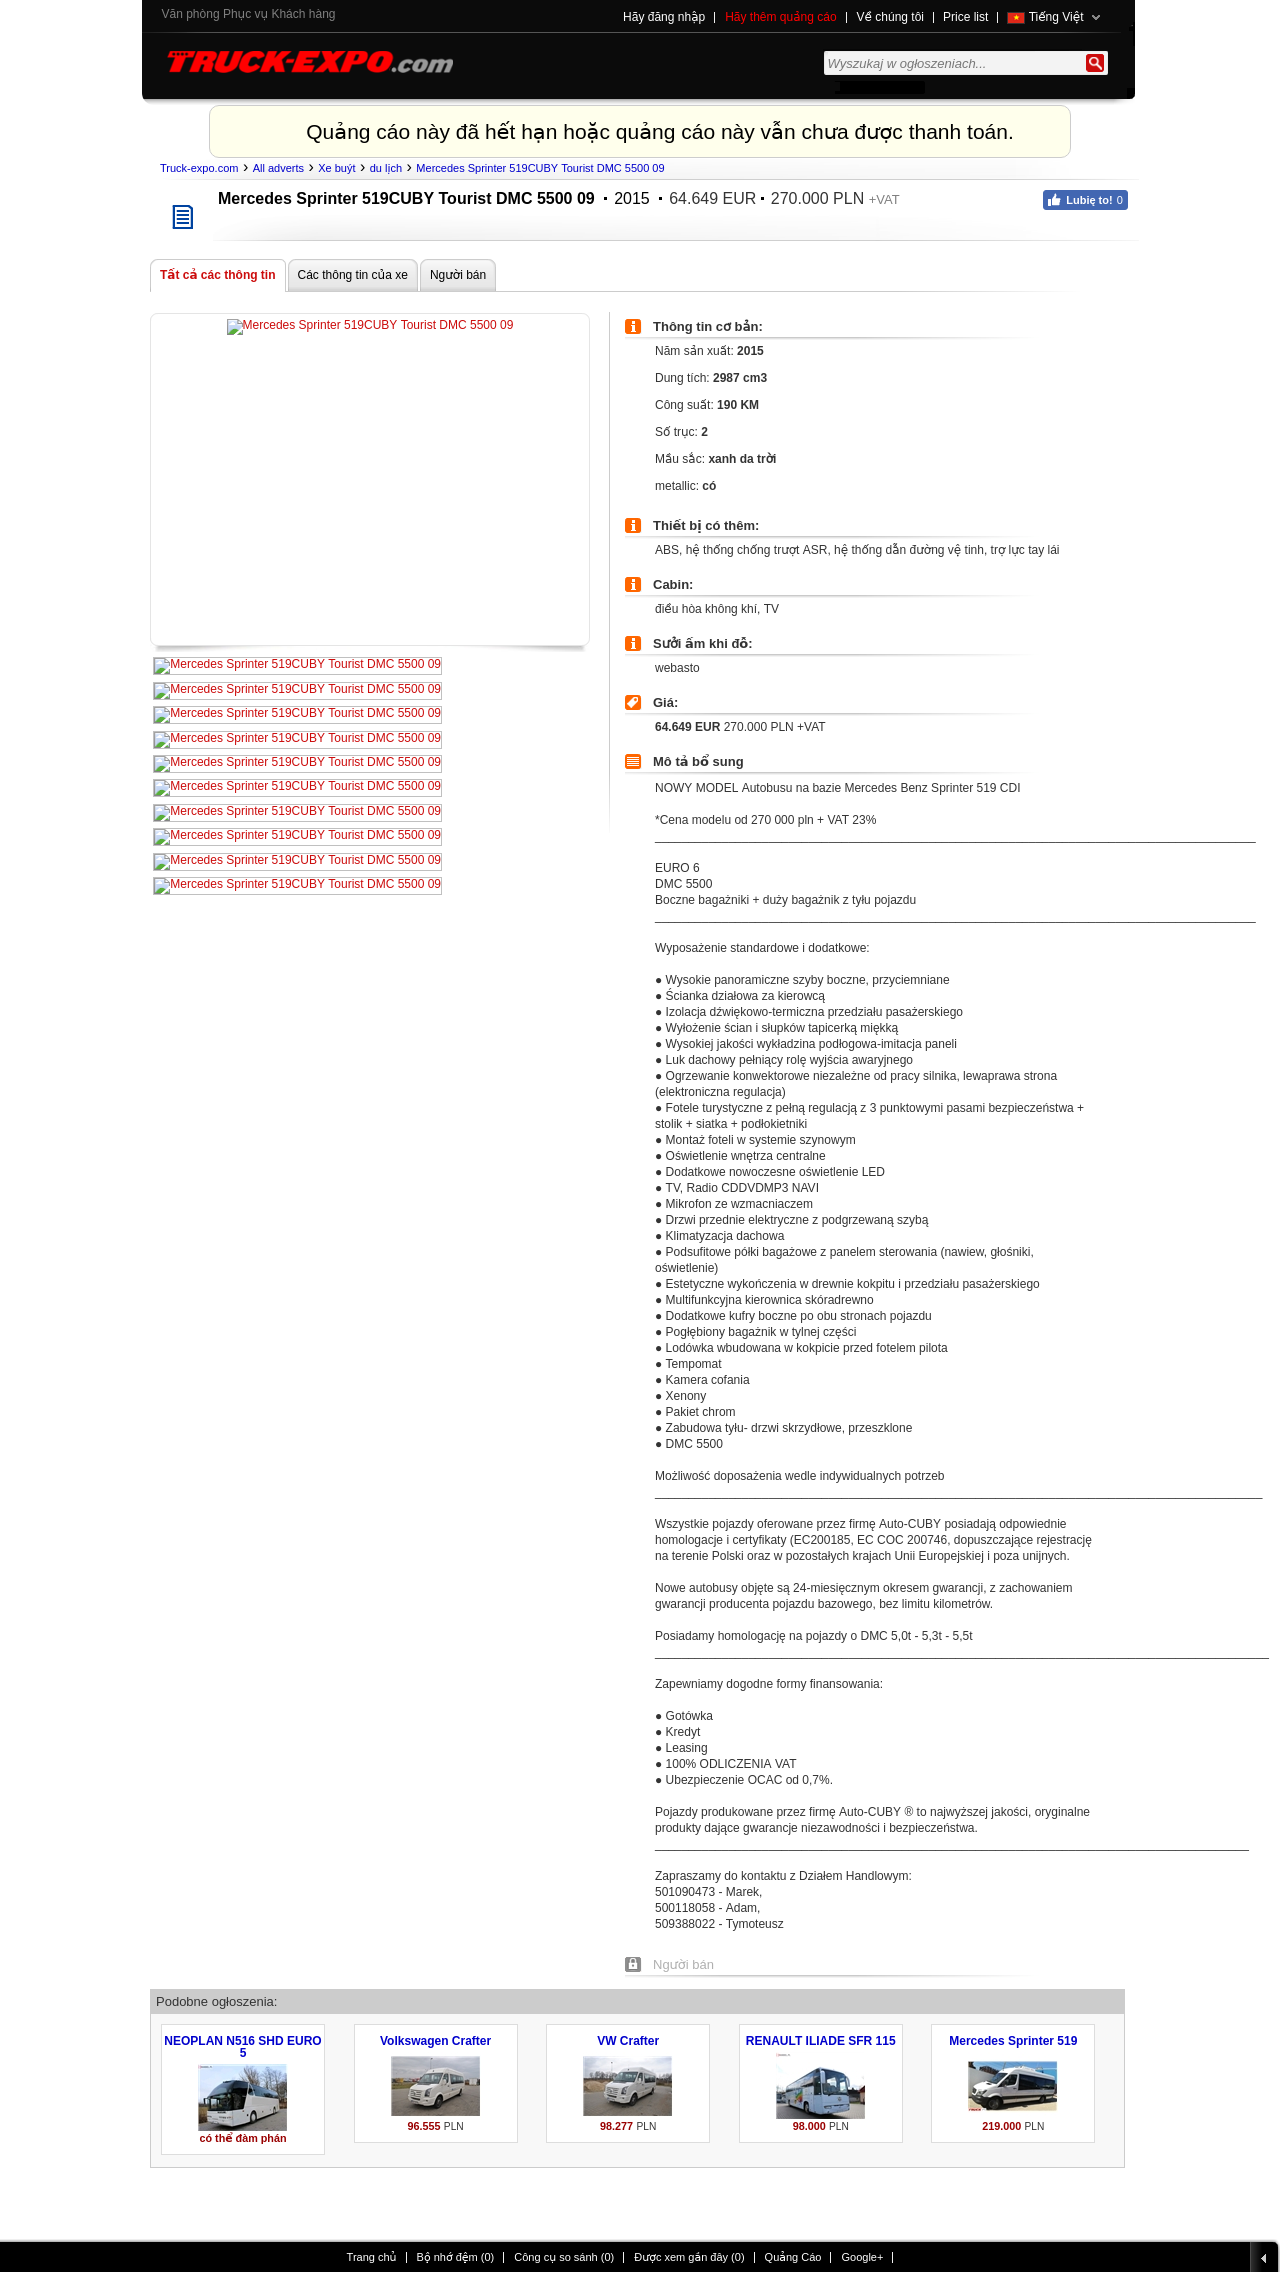 Văn phòng Phục vụ Khách hàng
Hãy đăng nhập | Hãy thêm quảng cáo | Về chúng tôi | Price list | Tiếng Việt
TRUCK-EXPO.com
Wyszukaj w ogłoszeniach...
Quảng cáo này đã hết hạn hoặc quảng cáo này vẫn chưa được thanh toán.
Truck-expo.com › All adverts › Xe buýt › du lịch › Mercedes Sprinter 519CUBY Tourist DMC 5500 09
Mercedes Sprinter 519CUBY Tourist DMC 5500 09 ▪ 2015 ▪ 64.649 EUR ▪ 270.000 PLN +VAT
Lubię to! 0
Tất cả các thông tin
Các thông tin của xe
Người bán
Mercedes Sprinter 519CUBY Tourist DMC 5500 09
Mercedes Sprinter 519CUBY Tourist DMC 5500 09
Mercedes Sprinter 519CUBY Tourist DMC 5500 09
Mercedes Sprinter 519CUBY Tourist DMC 5500 09
Mercedes Sprinter 519CUBY Tourist DMC 5500 09
Mercedes Sprinter 519CUBY Tourist DMC 5500 09
Mercedes Sprinter 519CUBY Tourist DMC 5500 09
Mercedes Sprinter 519CUBY Tourist DMC 5500 09
Mercedes Sprinter 519CUBY Tourist DMC 5500 09
Mercedes Sprinter 519CUBY Tourist DMC 5500 09
Mercedes Sprinter 519CUBY Tourist DMC 5500 09
Thông tin cơ bản:
Năm sản xuất: 2015
Dung tích: 2987 cm3
Công suất: 190 KM
Số trục: 2
Mầu sắc: xanh da trời
metallic: có
Thiết bị có thêm:
ABS, hệ thống chống trượt ASR, hệ thống dẫn đường vệ tinh, trợ lực tay lái
Cabin:
điều hòa không khí, TV
Sưởi ấm khi đỗ:
webasto
Giá:
64.649 EUR 270.000 PLN +VAT
Mô tả bổ sung
NOWY MODEL Autobusu na bazie Mercedes Benz Sprinter 519 CDI
*Cena modelu od 270 000 pln + VAT 23%
EURO 6
DMC 5500
Boczne bagażniki + duży bagażnik z tyłu pojazdu
Wyposażenie standardowe i dodatkowe:
● Wysokie panoramiczne szyby boczne, przyciemniane
● Ścianka działowa za kierowcą
● Izolacja dźwiękowo-termiczna przedziału pasażerskiego
● Wyłożenie ścian i słupków tapicerką miękką
● Wysokiej jakości wykładzina podłogowa-imitacja paneli
● Luk dachowy pełniący rolę wyjścia awaryjnego
● Ogrzewanie konwektorowe niezależne od pracy silnika, lewaprawa strona
(elektroniczna regulacja)
● Fotele turystyczne z pełną regulacją z 3 punktowymi pasami bezpieczeństwa +
stolik + siatka + podłokietniki
● Montaż foteli w systemie szynowym
● Oświetlenie wnętrza centralne
● Dodatkowe nowoczesne oświetlenie LED
● TV, Radio CDDVDMP3 NAVI
● Mikrofon ze wzmacniaczem
● Drzwi przednie elektryczne z podgrzewaną szybą
● Klimatyzacja dachowa
● Podsufitowe półki bagażowe z panelem sterowania (nawiew, głośniki,
oświetlenie)
● Estetyczne wykończenia w drewnie kokpitu i przedziału pasażerskiego
● Multifunkcyjna kierownica skóradrewno
● Dodatkowe kufry boczne po obu stronach pojazdu
● Pogłębiony bagażnik w tylnej części
● Lodówka wbudowana w kokpicie przed fotelem pilota
● Tempomat
● Kamera cofania
● Xenony
● Pakiet chrom
● Zabudowa tyłu- drzwi skrzydłowe, przeszklone
● DMC 5500
Możliwość doposażenia wedle indywidualnych potrzeb
Wszystkie pojazdy oferowane przez firmę Auto-CUBY posiadają odpowiednie
homologacje i certyfikaty (EC200185, EC COC 200746, dopuszczające rejestrację
na terenie Polski oraz w pozostałych krajach Unii Europejskiej i poza unijnych.
Nowe autobusy objęte są 24-miesięcznym okresem gwarancji, z zachowaniem
gwarancji producenta pojazdu bazowego, bez limitu kilometrów.
Posiadamy homologację na pojazdy o DMC 5,0t - 5,3t - 5,5t
Zapewniamy dogodne formy finansowania:
● Gotówka
● Kredyt
● Leasing
● 100% ODLICZENIA VAT
● Ubezpieczenie OCAC od 0,7%.
Pojazdy produkowane przez firmę Auto-CUBY ® to najwyższej jakości, oryginalne
produkty dające gwarancje niezawodności i bezpieczeństwa.
Zapraszamy do kontaktu z Działem Handlowym:
501090473 - Marek,
500118058 - Adam,
509388022 - Tymoteusz
Người bán
Podobne ogłoszenia:
NEOPLAN N516 SHD EURO
5
có thể đàm phán
Volkswagen Crafter
96.555 PLN
VW Crafter
98.277 PLN
RENAULT ILIADE SFR 115
98.000 PLN
Mercedes Sprinter 519
219.000 PLN
Trang chủ | Bộ nhớ đệm (0) | Công cụ so sánh (0) | Được xem gần đây (0) | Quảng Cáo | Google+ |